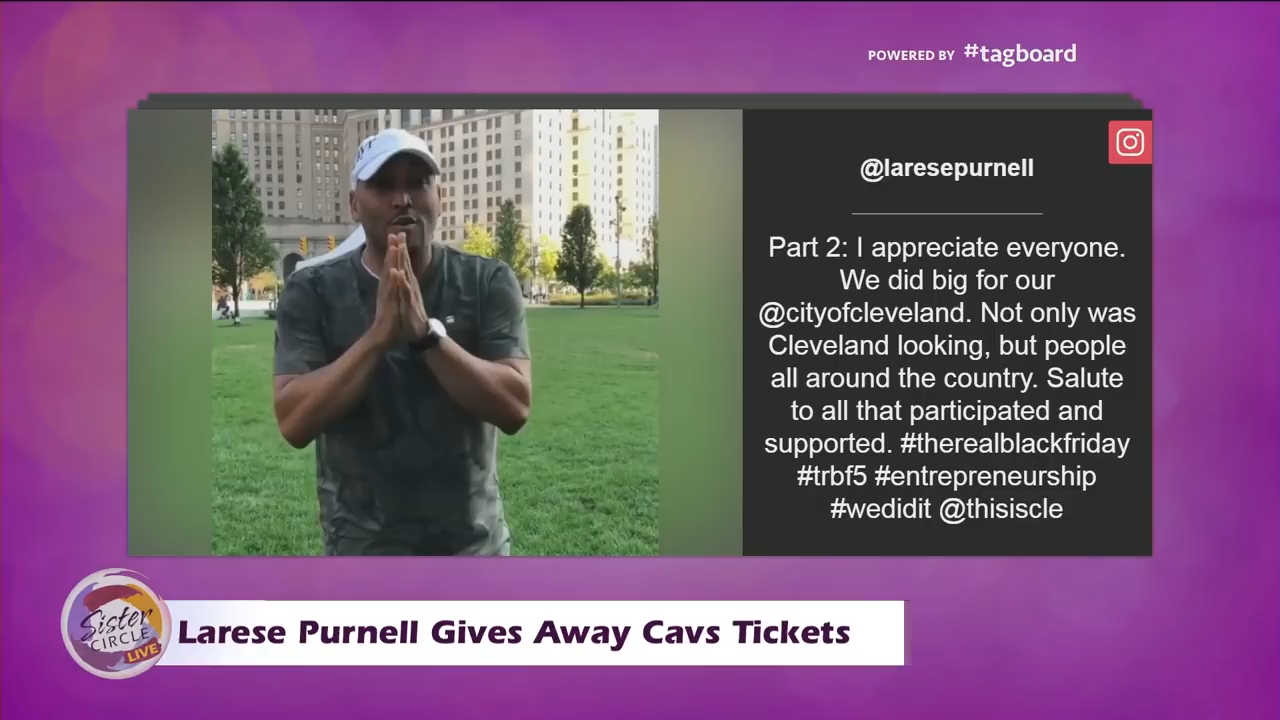 POWERED BY #tagboard
@laresepurnell
Part 2: I appreciate everyone.
We did big for our
@cityofcleveland. Not only was
Cleveland looking, but people
all around the country. Salute
to all that participated and
supported. #therealblackfriday
#trbf5 #entrepreneurship
#wedidit @thisiscle
Sister
CIRCLE
LIVE
Larese Purnell Gives Away Cavs Tickets